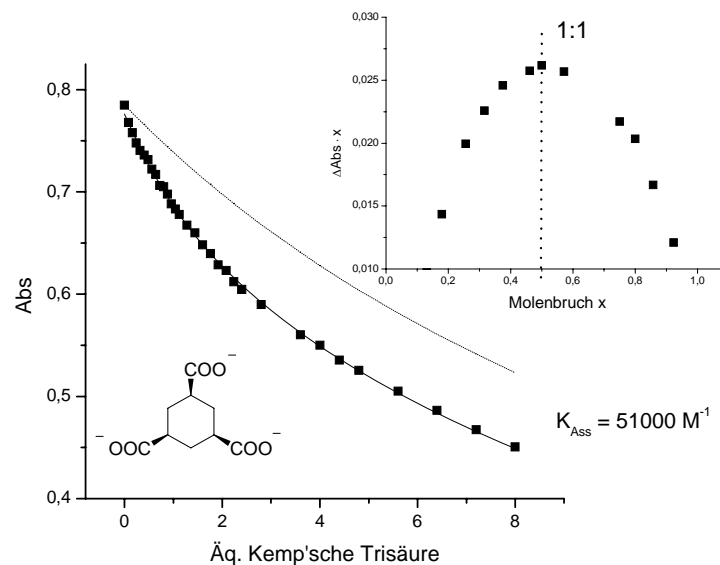 0,030
1:1
0,025
0,020
0,015
0,010
ΔAbs · x
0,0 0,2 0,4 0,6 0,8 1,0
Molenbruch x
0,8
0,7
0,6
0,5
0,4
Abs
COO⁻
⁻OOC COO⁻
K_Ass = 51000 M⁻¹
0 2 4 6 8
Äq. Kemp'sche Trisäure